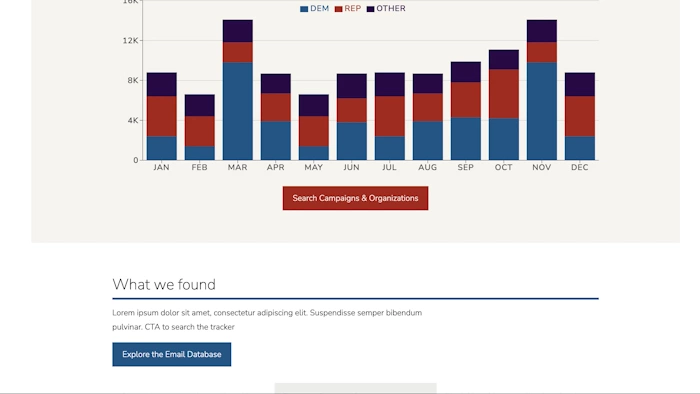 16K
DEM REP OTHER
12K
8K
4K
0
JAN FEB MAR APR MAY JUN JUL AUG SEP OCT NOV DEC
Search Campaigns & Organizations
What we found
Lorem ipsum dolor sit amet, consectetur adipiscing elit. Suspendisse semper bibendum
pulvinar. CTA to search the tracker
Explore the Email Database